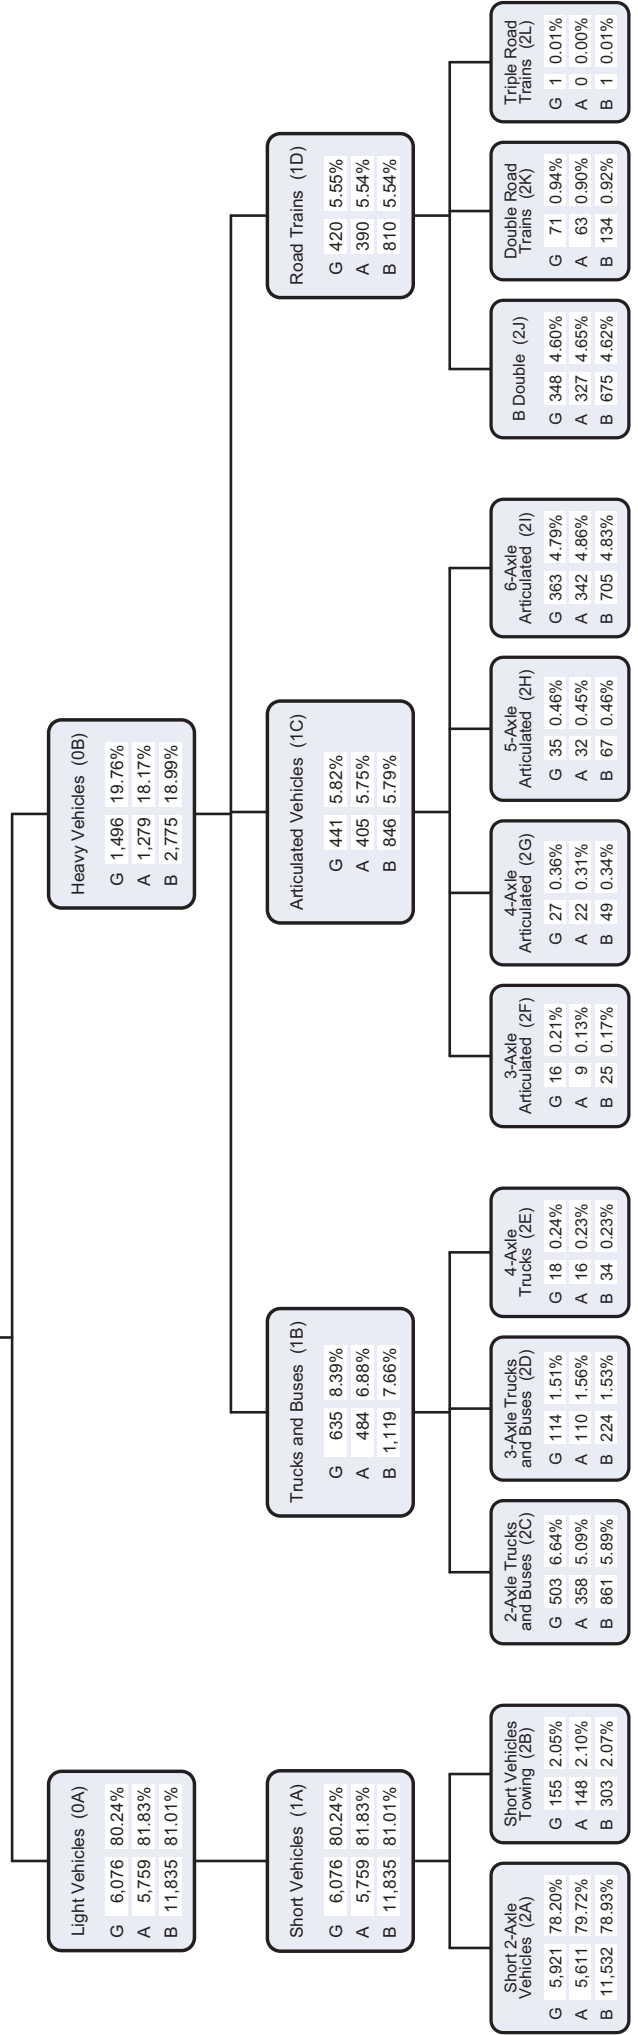 Light Vehicles (0A)
G 6,076 80.24%
A 5,759 81.83%
B 11,835 81.01%
Heavy Vehicles (0B)
G 1,496 19.76%
A 1,279 18.17%
B 2,775 18.99%
Short Vehicles (1A)
G 6,076 80.24%
A 5,759 81.83%
B 11,835 81.01%
Trucks and Buses (1B)
G 635 8.39%
A 484 6.88%
B 1,119 7.66%
Articulated Vehicles (1C)
G 441 5.82%
A 405 5.75%
B 846 5.79%
Road Trains (1D)
G 420 5.55%
A 390 5.54%
B 810 5.54%
Short 2-Axle
Vehicles (2A)
G 5,921 78.20%
A 5,611 79.72%
B 11,532 78.93%
Short Vehicles
Towing (2B)
G 155 2.05%
A 148 2.10%
B 303 2.07%
2-Axle Trucks
and Buses (2C)
G 503 6.64%
A 358 5.09%
B 861 5.89%
3-Axle Trucks
and Buses (2D)
G 114 1.51%
A 110 1.56%
B 224 1.53%
4-Axle
Trucks (2E)
G 18 0.24%
A 16 0.23%
B 34 0.23%
3-Axle
Articulated (2F)
G 16 0.21%
A 9 0.13%
B 25 0.17%
4-Axle
Articulated (2G)
G 27 0.36%
A 22 0.31%
B 49 0.34%
5-Axle
Articulated (2H)
G 35 0.46%
A 32 0.45%
B 67 0.46%
6-Axle
Articulated (2I)
G 363 4.79%
A 342 4.86%
B 705 4.83%
B Double (2J)
G 348 4.60%
A 327 4.65%
B 675 4.62%
Double Road
Trains (2K)
G 71 0.94%
A 63 0.90%
B 134 0.92%
Triple Road
Trains (2L)
G 1 0.01%
A 0 0.00%
B 1 0.01%